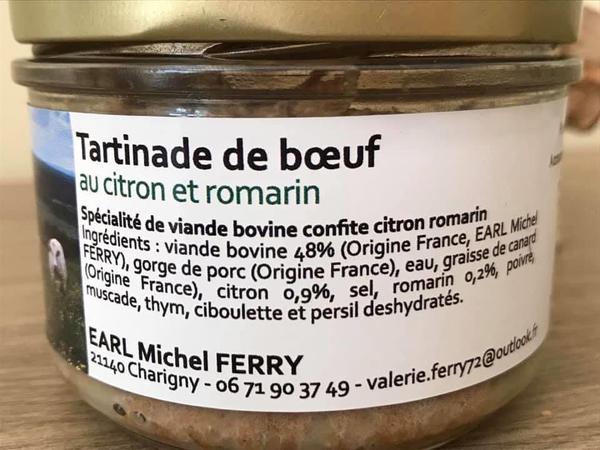 Tartinade de bœuf
au citron et romarin
Spécialité de viande bovine confite citron romarin
Ingrédients : viande bovine 48% (Origine France, EARL Michel
FERRY), gorge de porc (Origine France), eau, graisse de canard
(Origine France), citron 0,9%, sel, romarin 0,2%, poivre,
muscade, thym, ciboulette et persil deshydratés.
EARL Michel FERRY
21140 Charigny - 06 71 90 37 49 - valerie.ferry72@outlook.fr